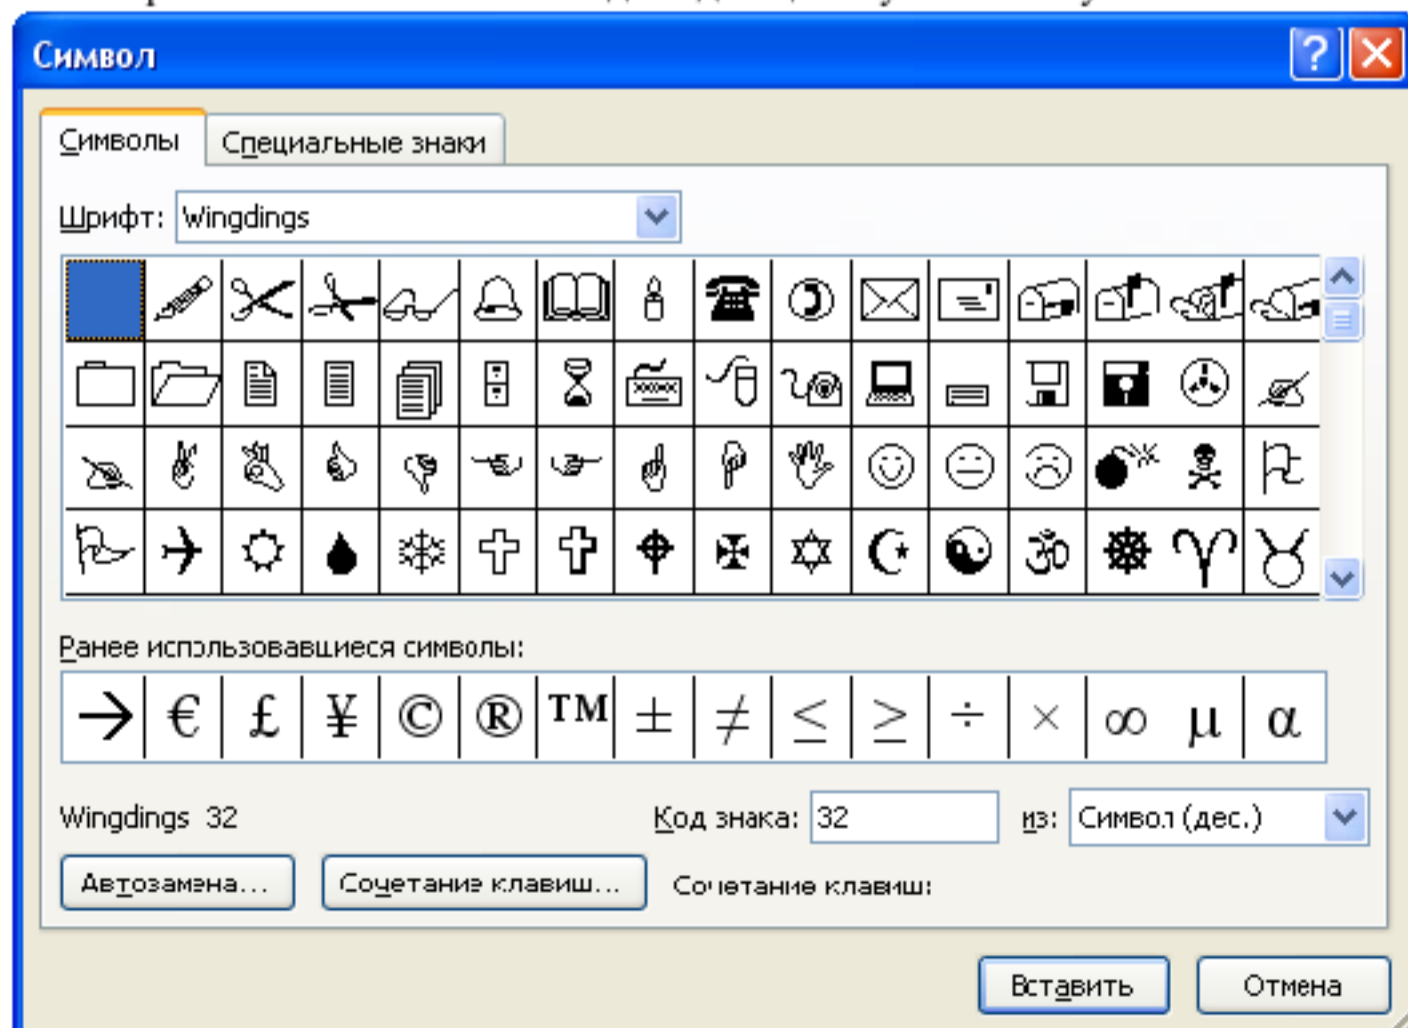 Символ
Символы Специальные знаки
Шрифт: Wingdings
Ранее использовавшиеся символы:
→ € £ ¥ © ® ™ ± ≠ ≤ ≥ ÷ × ∞ µ α
Wingdings 32 Код знака: 32 из: Символ (дес.)
Автозамена... Сочетание клавиш... Сочетание клавиш:
Вставить Отмена